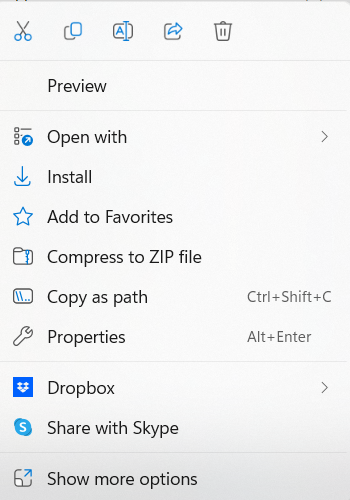 Preview
Open with
Install
Add to Favorites
Compress to ZIP file
Copy as path Ctrl+Shift+C
Properties Alt+Enter
Dropbox
Share with Skype
Show more options